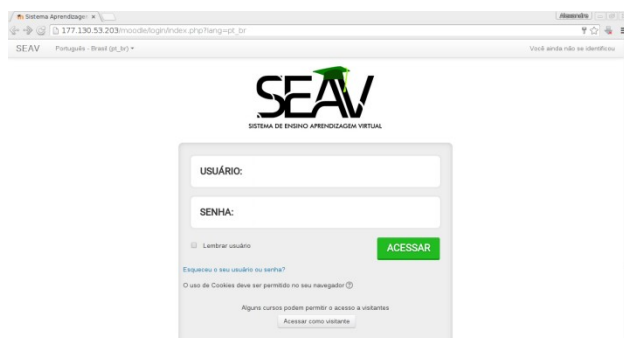 Sistema Aprendizagem ×
Alexandre
177.130.53.203/moodle/login/index.php?lang=pt_br
SEAV Português - Brasil (pt_br) Você ainda não se identificou
SEAV
SISTEMA DE ENSINO APRENDIZAGEM VIRTUAL
USUÁRIO:
SENHA:
Lembrar usuário ACESSAR
Esqueceu o seu usuário ou senha?
O uso de Cookies deve ser permitido no seu navegador
Alguns cursos podem permitir o acesso a visitantes
Acessar como visitante